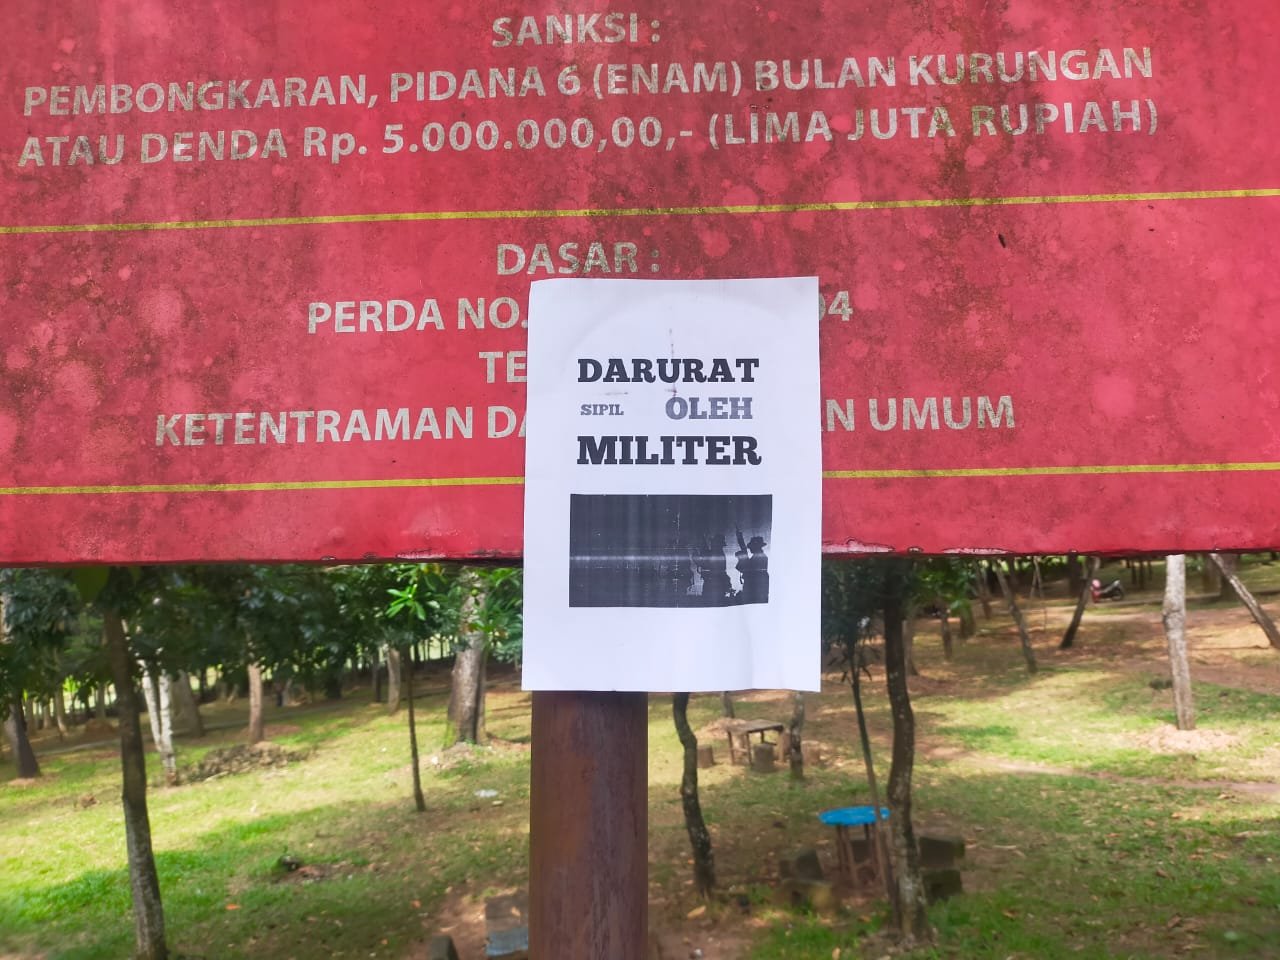 SANKSI :
PEMBONGKARAN, PIDANA 6 (ENAM) BULAN KURUNGAN
ATAU DENDA Rp. 5.000.000,00,- (LIMA JUTA RUPIAH)
DASAR :
PERDA NO. 04
TE
KETENTRAMAN DA AN UMUM
DARURAT
SIPIL OLEH
MILITER